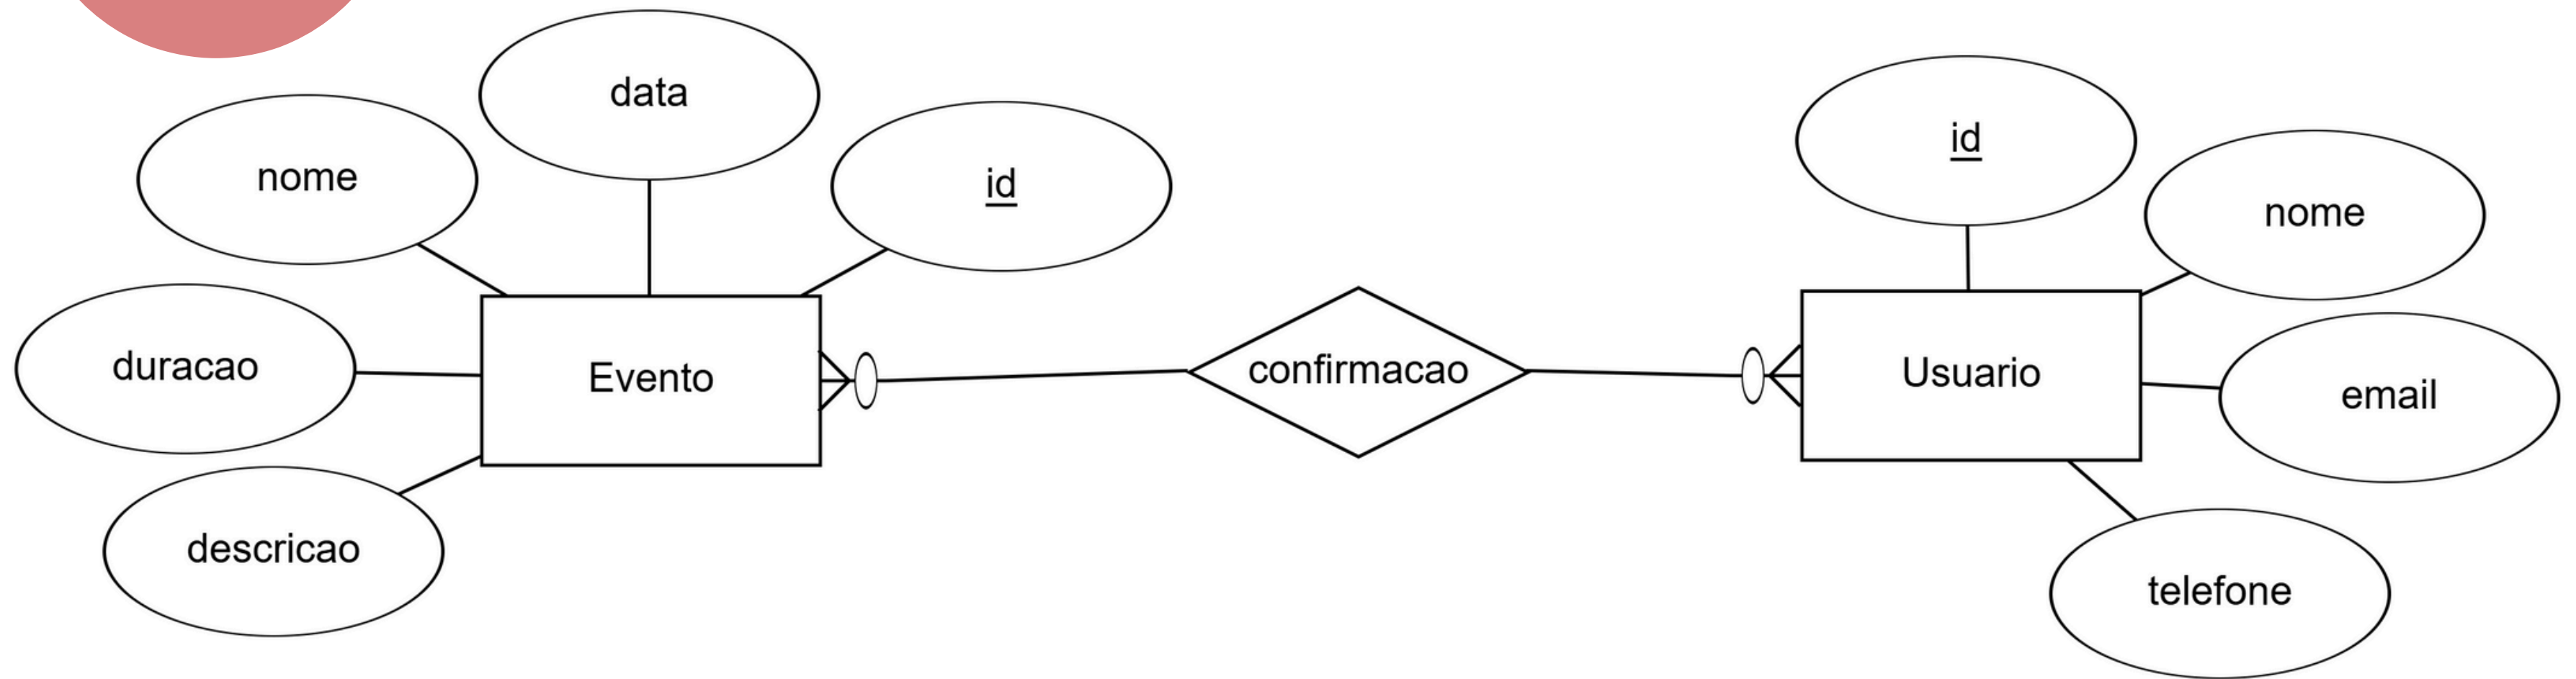 data
nome
id
duracao
Evento
descricao
confirmacao
id
nome
Usuario
email
telefone